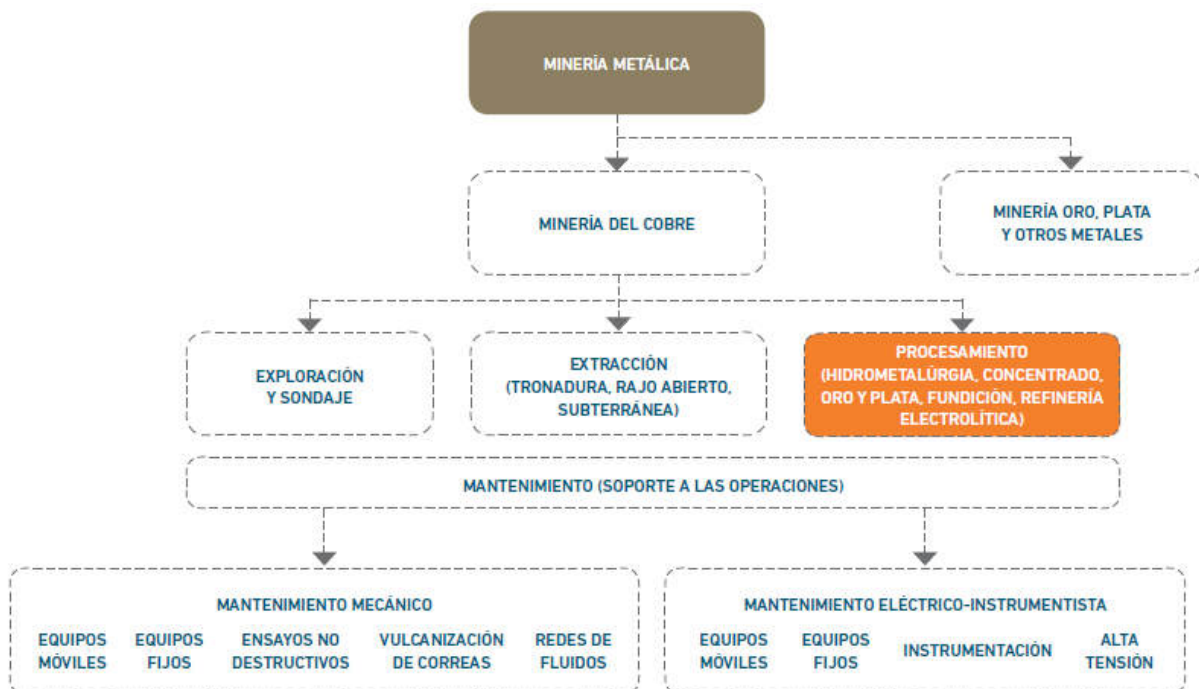 MINERÍA METÁLICA
MINERÍA DEL COBRE
MINERÍA ORO, PLATA
Y OTROS METALES
EXPLORACIÓN
Y SONDAJE
EXTRACCIÓN
(TRONADURA, RAJO ABIERTO,
SUBTERRÁNEA)
PROCESAMIENTO
(HIDROMETALÚRGIA, CONCENTRADO,
ORO Y PLATA, FUNDICIÓN, REFINERÍA
ELECTROLÍTICA)
MANTENIMIENTO (SOPORTE A LAS OPERACIONES)
MANTENIMIENTO MECÁNICO
EQUIPOS
MÓVILES
EQUIPOS
FIJOS
ENSAYOS NO
DESTRUCTIVOS
VULCANIZACIÓN
DE CORREAS
REDES DE
FLUIDOS
MANTENIMIENTO ELÉCTRICO-INSTRUMENTISTA
EQUIPOS
MÓVILES
EQUIPOS
FIJOS
INSTRUMENTACIÓN
ALTA
TENSIÓN